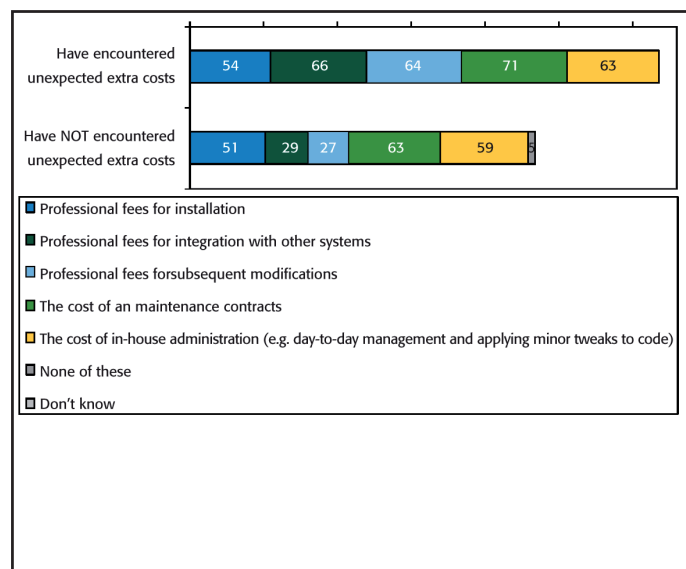 Have encountered
unexpected extra costs
54 66 64 71 63
Have NOT encountered
unexpected extra costs
51 29 27 63 59 5
Professional fees for installation
Professional fees for integration with other systems
Professional fees forsubsequent modifications
The cost of an maintenance contracts
The cost of in-house administration (e.g. day-to-day management and applying minor tweaks to code)
None of these
Don't know